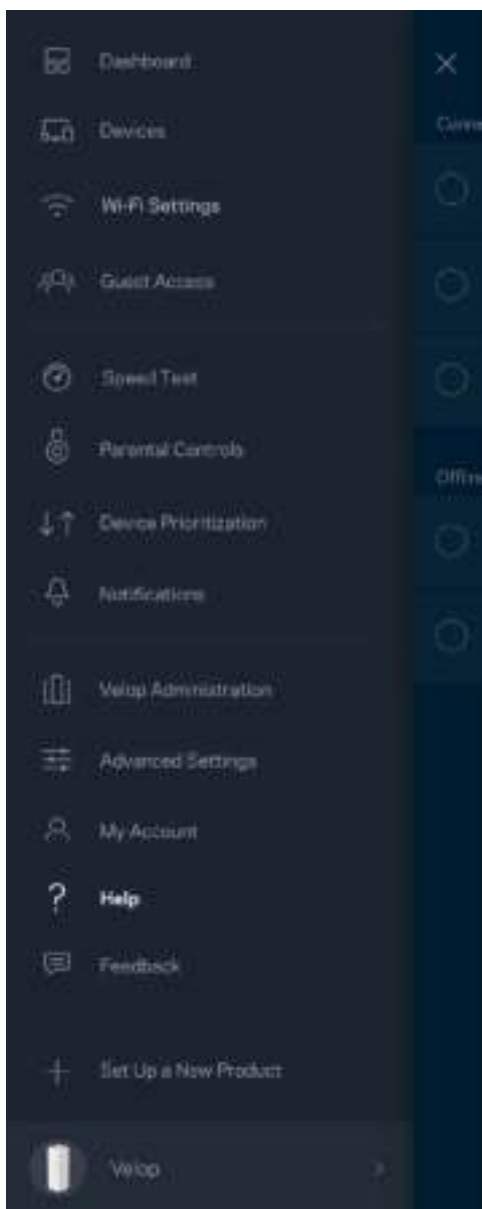 Dashboard
Devices
Wi-Fi Settings
Guest Access
Speed Test
Parental Controls
Device Prioritization
Notifications
Velop Administration
Advanced Settings
My Account
Help
Feedback
Set Up a New Product
Velop